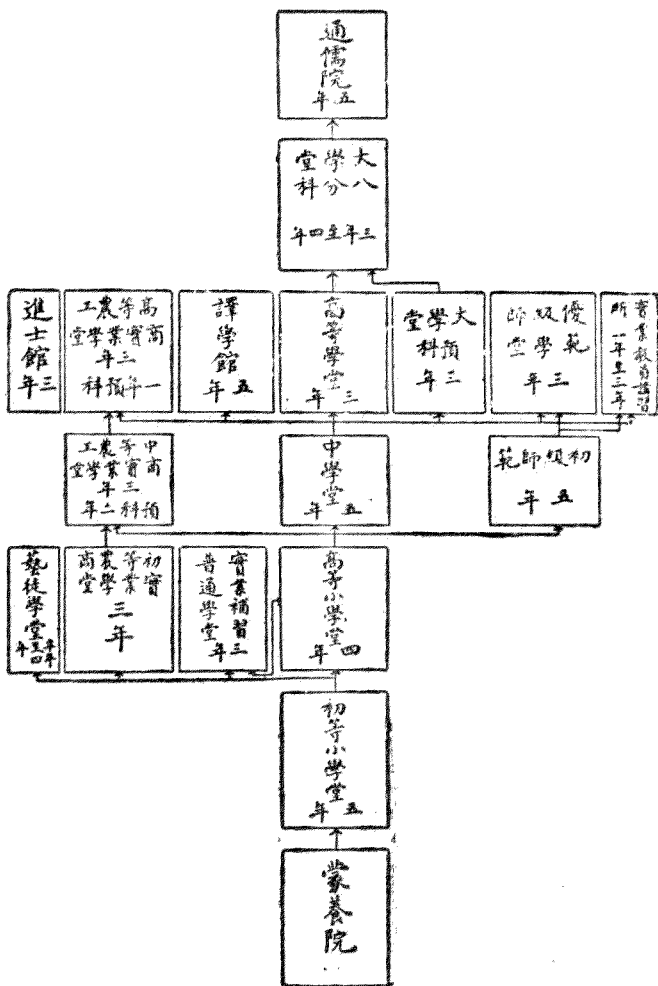 通儒院
五年
大學堂
八分科
三年至四年
實業教員講習
所 一年至三年
優級師
範學堂
三年
大學堂
預科
三年
高等學堂
三年
譯學館
五年
高等農工
商實業學堂
三年
一年預科
進士館
三年
初級師範
五年
中學堂
五年
中等農工
商實業學堂
三年
預科二年
高等小學堂
四年
實業補習
普通學堂
三年
初等農商
實業學堂
三年
藝徒學堂
初等小學堂
五年
蒙養院